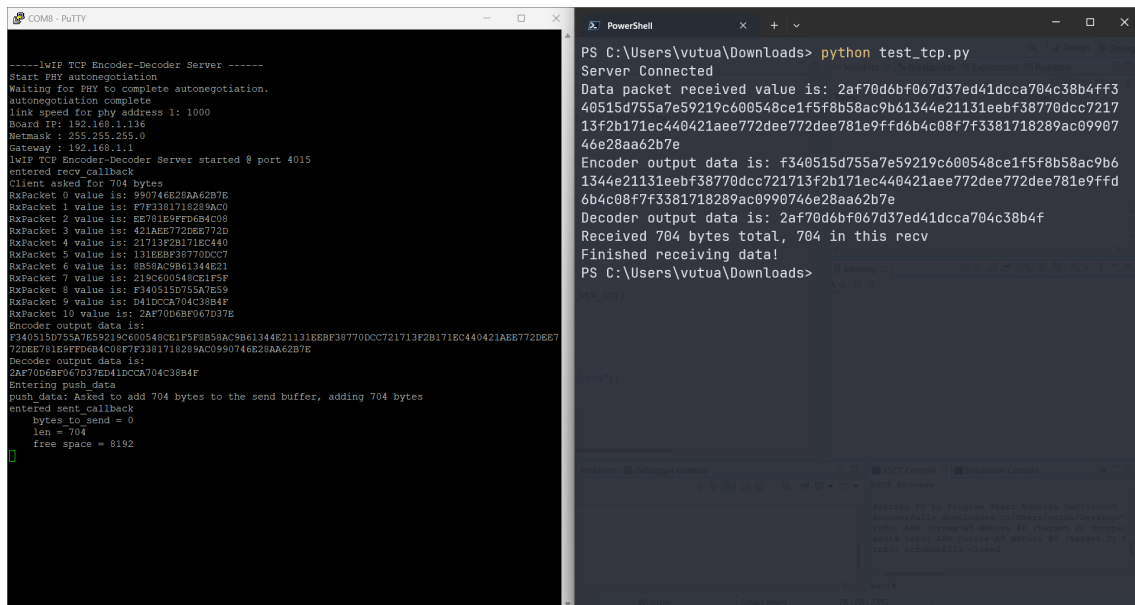 COM8 - PuTTY
-----lwIP TCP Encoder-Decoder Server ------
Start PHY autonegotiation
Waiting for PHY to complete autonegotiation.
autonegotiation complete
link speed for phy address 1: 1000
Board IP: 192.168.1.136
Netmask : 255.255.255.0
Gateway : 192.168.1.1
lwIP TCP Encoder-Decoder Server started @ port 4015
entered recv_callback
Client asked for 704 bytes
RxPacket 0 value is: 990746E28AA62B7E
RxPacket 1 value is: F7F3381718289AC0
RxPacket 2 value is: EE781E9FFD6B4C08
RxPacket 3 value is: 421AEE772DEE772D
RxPacket 4 value is: 21713F2B171EC440
RxPacket 5 value is: 131EEBF38770DCC7
RxPacket 6 value is: 8B58AC9B61344E21
RxPacket 7 value is: 219C600548CE1F5F
RxPacket 8 value is: F340515D755A7E59
RxPacket 9 value is: D41DCCA704C38B4F
RxPacket 10 value is: 2AF70D6BF067D37E
Encoder output data is:
F340515D755A7E59219C600548CE1F5F8B58AC9B61344E21131EEBF38770DCC721713F2B171EC440421AEE772DEE7
72DEE781E9FFD6B4C08F7F3381718289AC0990746E28AA62B7E
Decoder output data is:
2AF70D6BF067D37ED41DCCA704C38B4F
Entering push_data
push_data: Asked to add 704 bytes to the send buffer, adding 704 bytes
entered sent_callback
bytes_to_send = 0
len = 704
free space = 8192
PowerShell
PS C:\Users\vutua\Downloads> python test_tcp.py
Server Connected
Data packet received value is: 2af70d6bf067d37ed41dcca704c38b4ff3
40515d755a7e59219c600548ce1f5f8b58ac9b61344e21131eebf38770dcc7217
13f2b171ec440421aee772dee772dee781e9ffd6b4c08f7f3381718289ac09907
46e28aa62b7e
Encoder output data is: f340515d755a7e59219c600548ce1f5f8b58ac9b6
1344e21131eebf38770dcc721713f2b171ec440421aee772dee772dee781e9ffd
6b4c08f7f3381718289ac0990746e28aa62b7e
Decoder output data is: 2af70d6bf067d37ed41dcca704c38b4f
Received 704 bytes total, 704 in this recv
Finished receiving data!
PS C:\Users\vutua\Downloads>